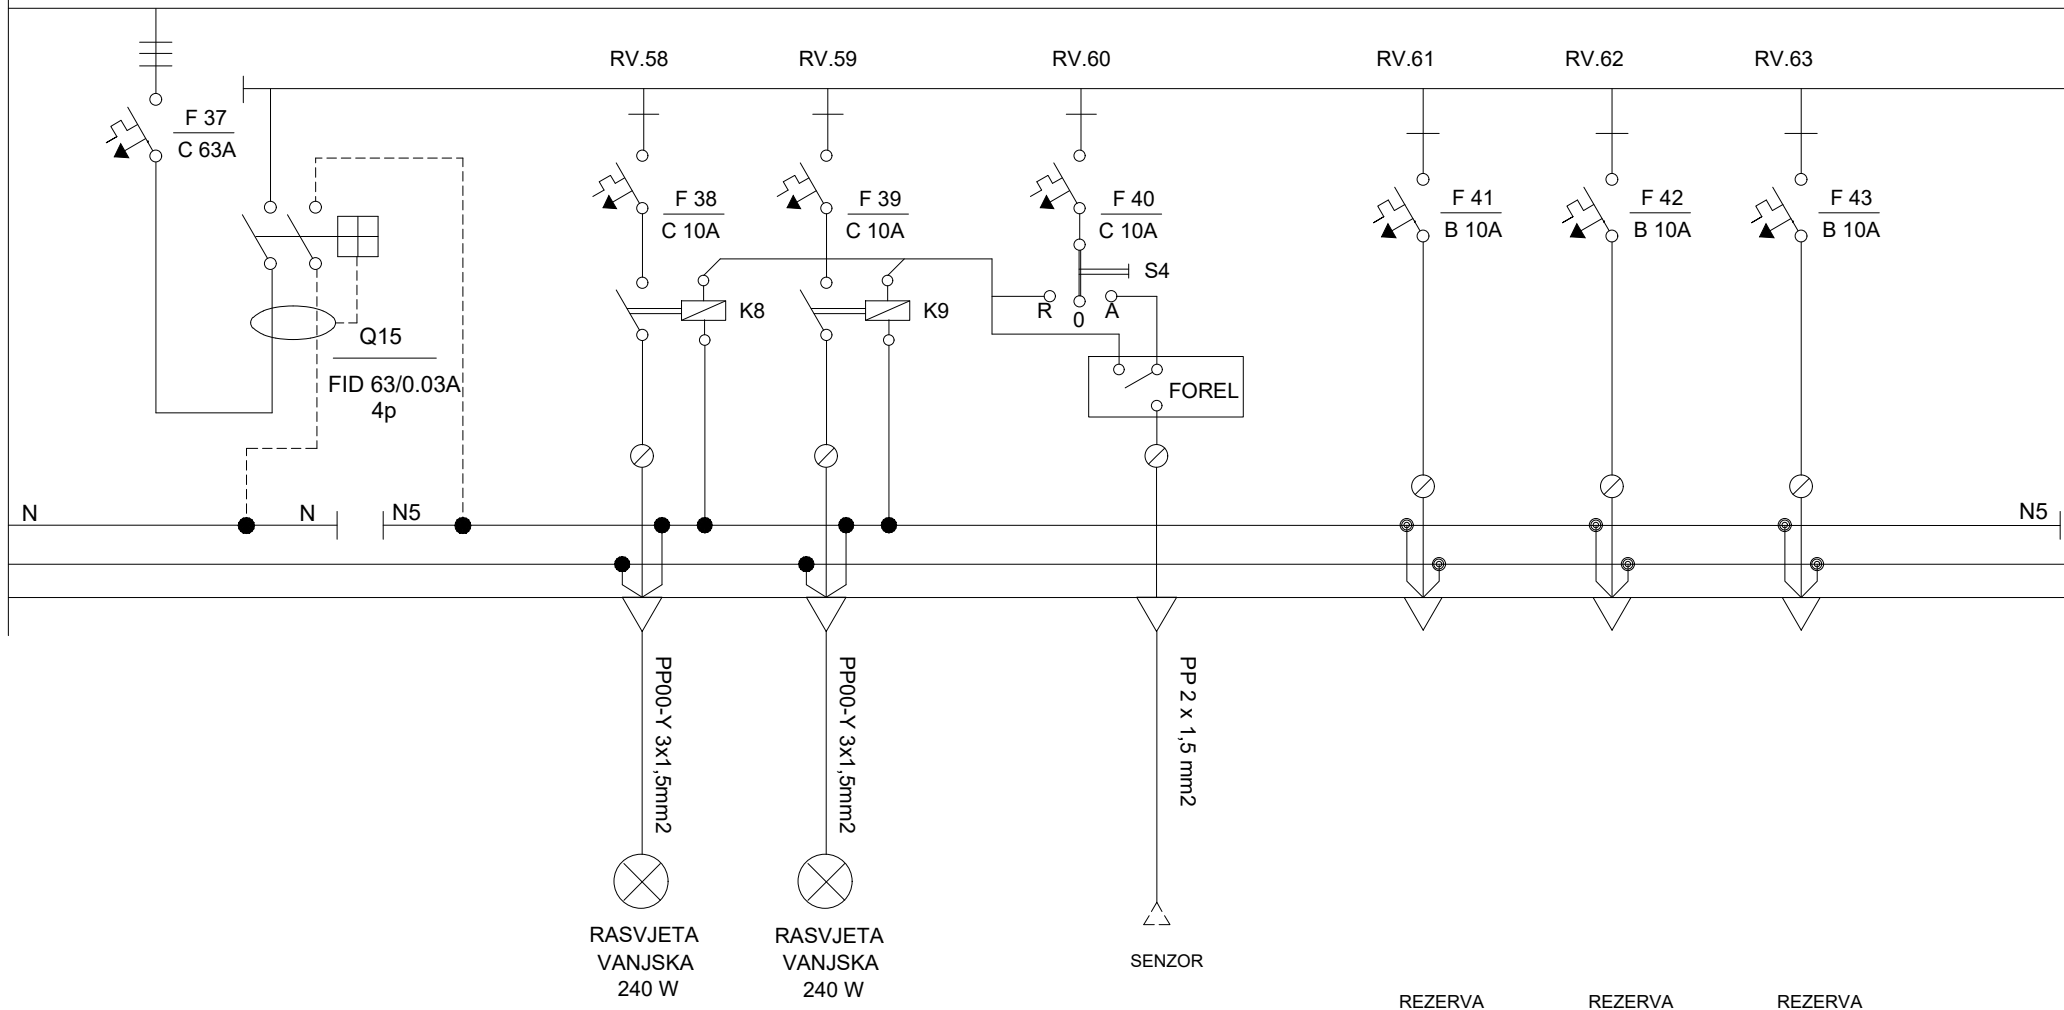 RV.58
RV.59
RV.60
RV.61
RV.62
RV.63
F 37
C 63A
F 38
C 10A
F 39
C 10A
F 40
C 10A
F 41
B 10A
F 42
B 10A
F 43
B 10A
S4
K8
K9
R
0
A
Q15
FID 63/0.03A
4p
FOREL
N
N
N5
N5
PP00-Y 3x1,5mm2
PP00-Y 3x1,5mm2
PP 2 x 1,5 mm2
RASVJETA
VANJSKA
240 W
RASVJETA
VANJSKA
240 W
SENZOR
REZERVA
REZERVA
REZERVA